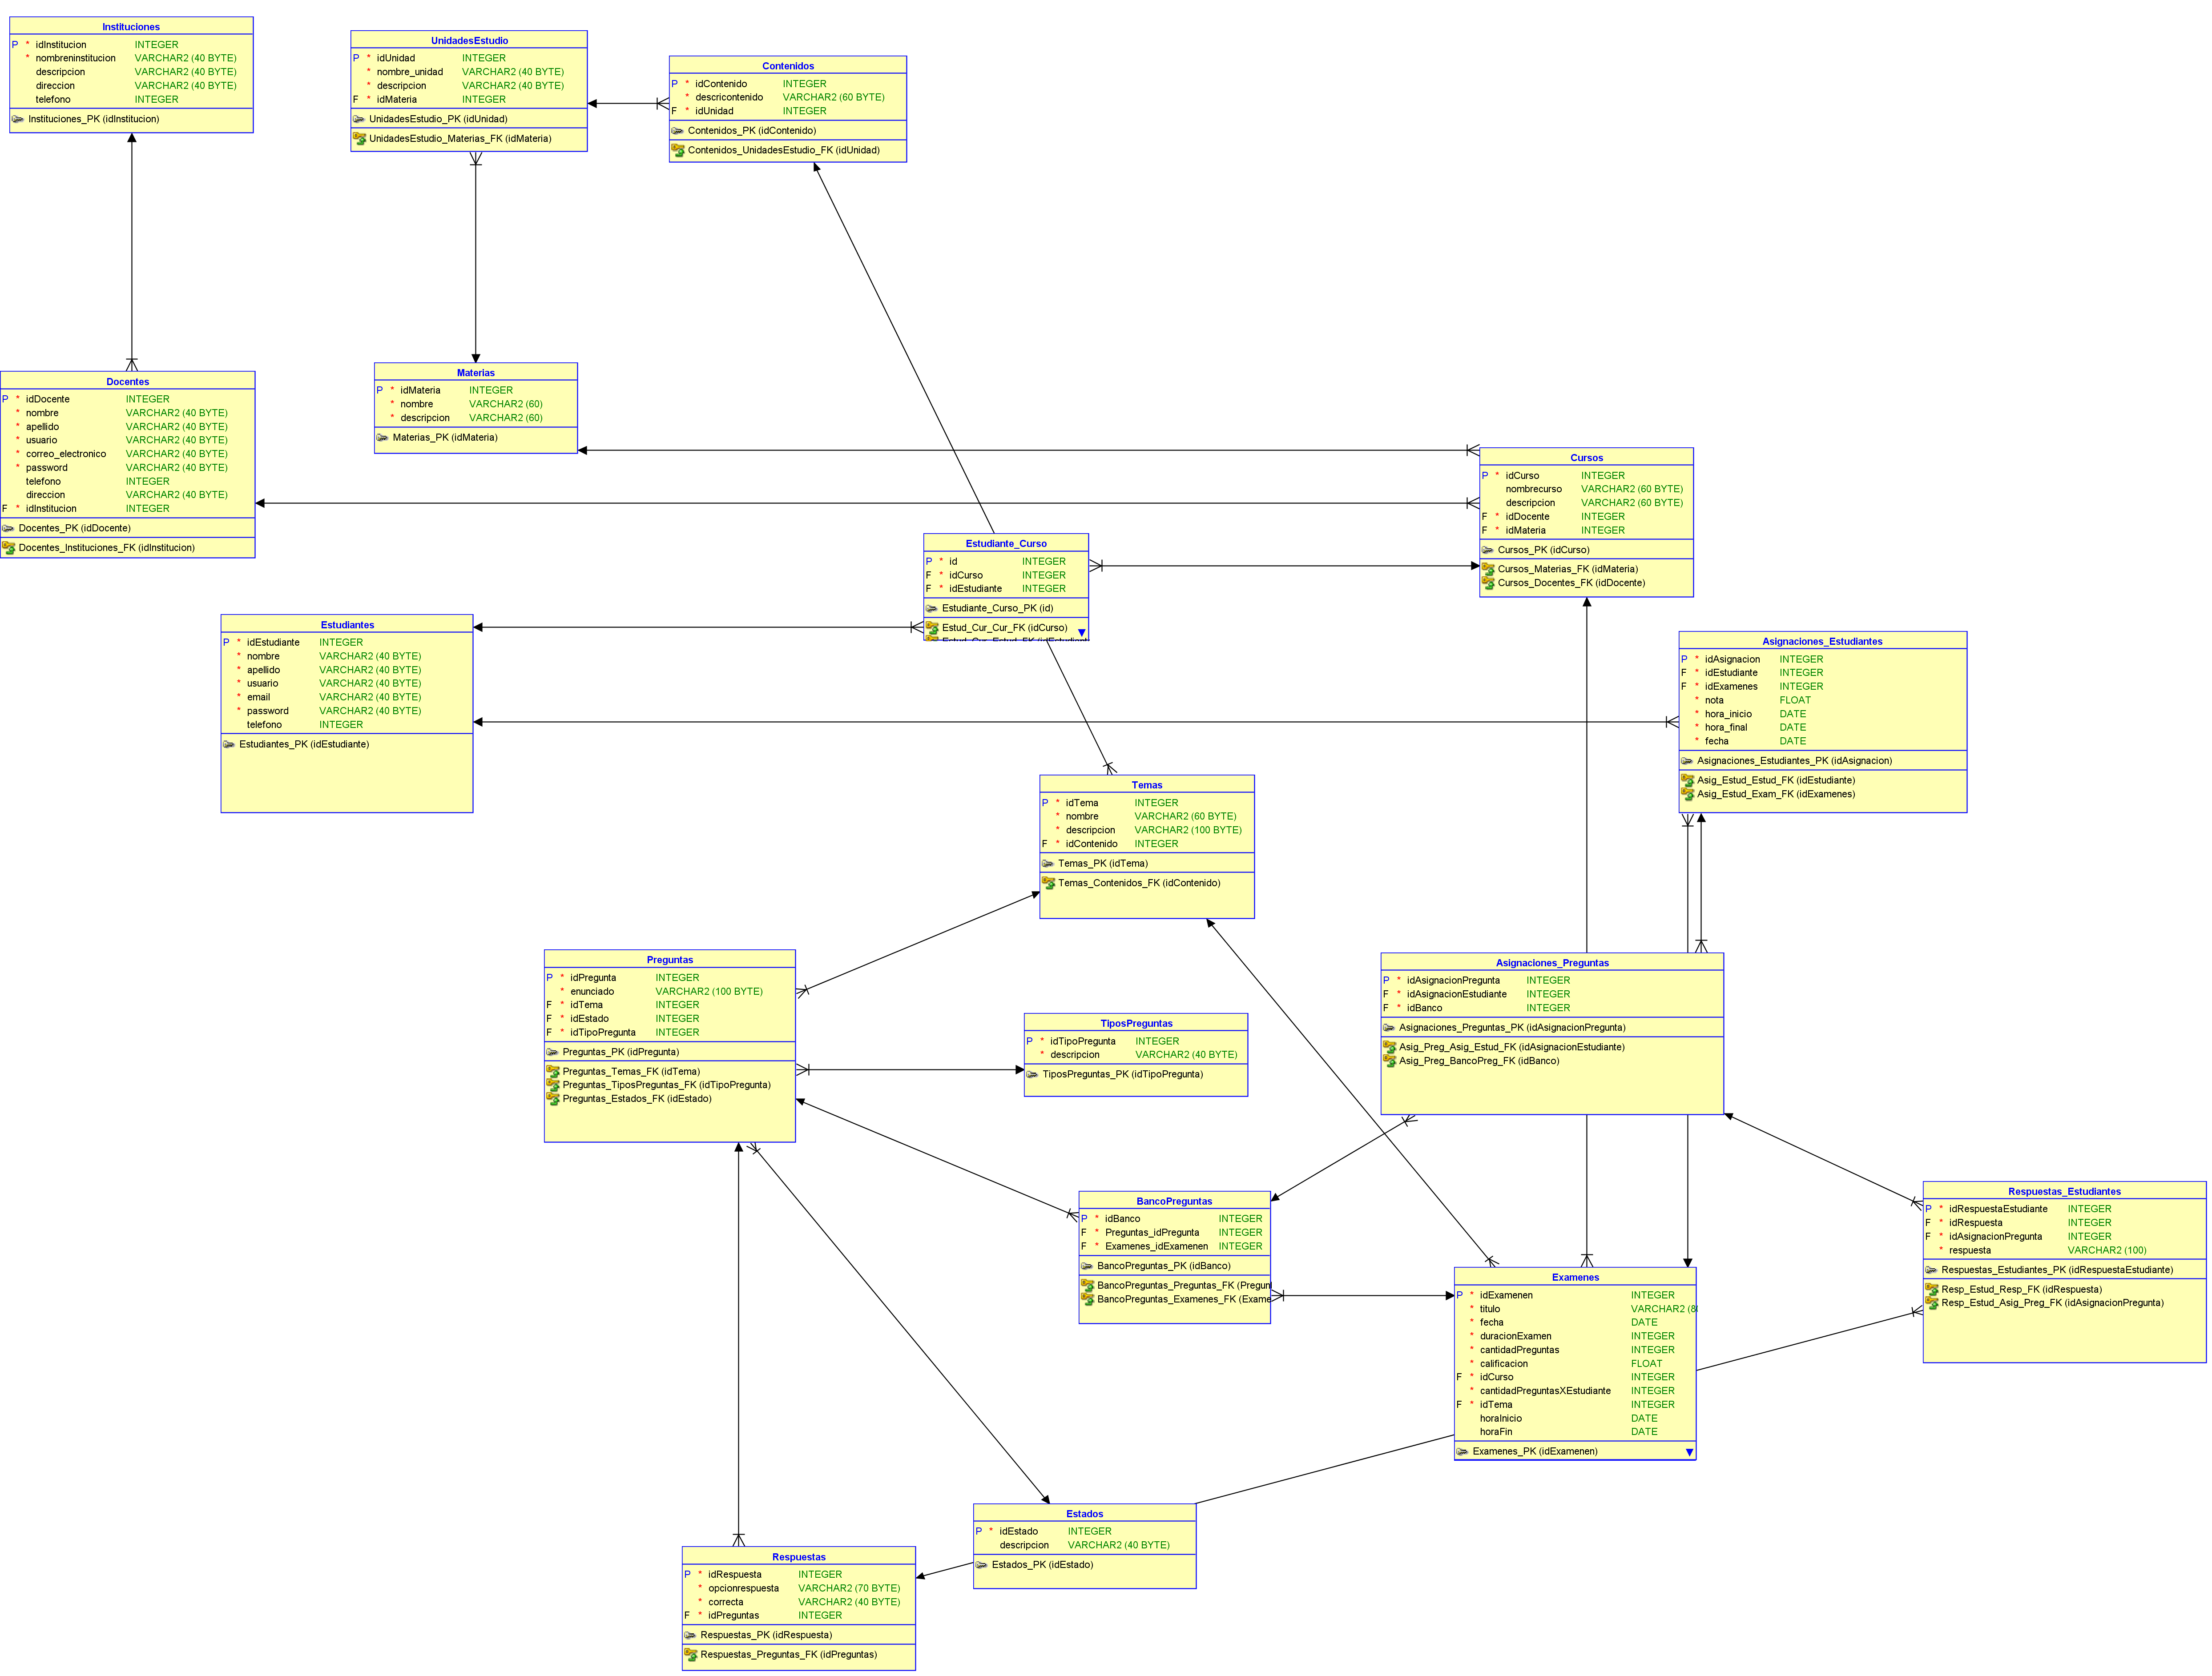 Instituciones
P * idInstitucion INTEGER
* nombreninstitucion VARCHAR2 (40 BYTE)
descripcion VARCHAR2 (40 BYTE)
direccion VARCHAR2 (40 BYTE)
telefono INTEGER
Instituciones_PK (idInstitucion)
UnidadesEstudio
P * idUnidad INTEGER
* nombre_unidad VARCHAR2 (40 BYTE)
* descripcion VARCHAR2 (40 BYTE)
F * idMateria INTEGER
UnidadesEstudio_PK (idUnidad)
UnidadesEstudio_Materias_FK (idMateria)
Contenidos
P * idContenido INTEGER
* descricontenido VARCHAR2 (60 BYTE)
F * idUnidad INTEGER
Contenidos_PK (idContenido)
Contenidos_UnidadesEstudio_FK (idUnidad)
Docentes
P * idDocente INTEGER
* nombre VARCHAR2 (40 BYTE)
* apellido VARCHAR2 (40 BYTE)
* usuario VARCHAR2 (40 BYTE)
* correo_electronico VARCHAR2 (40 BYTE)
* password VARCHAR2 (40 BYTE)
telefono INTEGER
direccion VARCHAR2 (40 BYTE)
F * idInstitucion INTEGER
Docentes_PK (idDocente)
Docentes_Instituciones_FK (idInstitucion)
Materias
P * idMateria INTEGER
* nombre VARCHAR2 (60)
* descripcion VARCHAR2 (60)
Materias_PK (idMateria)
Cursos
P * idCurso INTEGER
nombrecurso VARCHAR2 (60 BYTE)
descripcion VARCHAR2 (60 BYTE)
F * idDocente INTEGER
F * idMateria INTEGER
Cursos_PK (idCurso)
Cursos_Materias_FK (idMateria)
Cursos_Docentes_FK (idDocente)
Estudiante_Curso
P * id INTEGER
F * idCurso INTEGER
F * idEstudiante INTEGER
Estudiante_Curso_PK (id)
Estud_Cur_Cur_FK (idCurso)
Estudiantes
P * idEstudiante INTEGER
* nombre VARCHAR2 (40 BYTE)
* apellido VARCHAR2 (40 BYTE)
* usuario VARCHAR2 (40 BYTE)
* email VARCHAR2 (40 BYTE)
* password VARCHAR2 (40 BYTE)
telefono INTEGER
Estudiantes_PK (idEstudiante)
Asignaciones_Estudiantes
P * idAsignacion INTEGER
F * idEstudiante INTEGER
F * idExamenes INTEGER
* nota FLOAT
* hora_inicio DATE
* hora_final DATE
* fecha DATE
Asignaciones_Estudiantes_PK (idAsignacion)
Asig_Estud_Estud_FK (idEstudiante)
Asig_Estud_Exam_FK (idExamenes)
Temas
P * idTema INTEGER
* nombre VARCHAR2 (60 BYTE)
* descripcion VARCHAR2 (100 BYTE)
F * idContenido INTEGER
Temas_PK (idTema)
Temas_Contenidos_FK (idContenido)
Preguntas
P * idPregunta INTEGER
* enunciado VARCHAR2 (100 BYTE)
F * idTema INTEGER
F * idEstado INTEGER
F * idTipoPregunta INTEGER
Preguntas_PK (idPregunta)
Preguntas_Temas_FK (idTema)
Preguntas_TiposPreguntas_FK (idTipoPregunta)
Preguntas_Estados_FK (idEstado)
TiposPreguntas
P * idTipoPregunta INTEGER
* descripcion VARCHAR2 (40 BYTE)
TiposPreguntas_PK (idTipoPregunta)
Asignaciones_Preguntas
P * idAsignacionPregunta INTEGER
F * idAsignacionEstudiante INTEGER
F * idBanco INTEGER
Asignaciones_Preguntas_PK (idAsignacionPregunta)
Asig_Preg_Asig_Estud_FK (idAsignacionEstudiante)
Asig_Preg_BancoPreg_FK (idBanco)
BancoPreguntas
P * idBanco INTEGER
F * Preguntas_idPregunta INTEGER
F * Examenes_idExamenen INTEGER
BancoPreguntas_PK (idBanco)
BancoPreguntas_Preguntas_FK (Pregun
BancoPreguntas_Examenes_FK (Exame
Respuestas_Estudiantes
P * idRespuestaEstudiante INTEGER
F * idRespuesta INTEGER
F * idAsignacionPregunta INTEGER
* respuesta VARCHAR2 (100)
Respuestas_Estudiantes_PK (idRespuestaEstudiante)
Resp_Estud_Resp_FK (idRespuesta)
Resp_Estud_Asig_Preg_FK (idAsignacionPregunta)
Examenes
P * idExamenen INTEGER
* titulo VARCHAR2
* fecha DATE
* duracionExamen INTEGER
* cantidadPreguntas INTEGER
* calificacion FLOAT
F * idCurso INTEGER
* cantidadPreguntasXEstudiante INTEGER
F * idTema INTEGER
horaInicio DATE
horaFin DATE
Examenes_PK (idExamenen)
Estados
P * idEstado INTEGER
descripcion VARCHAR2 (40 BYTE)
Estados_PK (idEstado)
Respuestas
P * idRespuesta INTEGER
* opcionrespuesta VARCHAR2 (70 BYTE)
* correcta VARCHAR2 (40 BYTE)
F * idPreguntas INTEGER
Respuestas_PK (idRespuesta)
Respuestas_Preguntas_FK (idPreguntas)